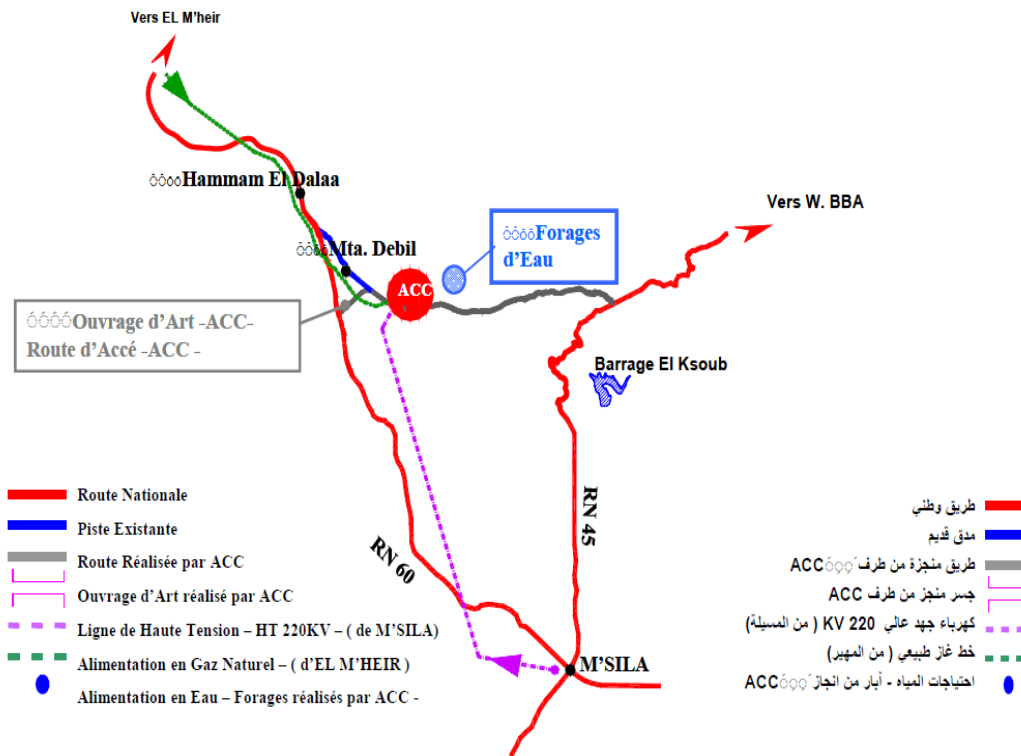 Vers EL M'heir
Hammam El Dalaa
Mta. Debil
Forages
d'Eau
Vers W. BBA
ACC
Ouvrage d'Art -ACC-
Route d'Accé -ACC -
Barrage El Ksoub
RN 45
RN 60
M'SILA
Route Nationale
Piste Existante
Route Réalisée par ACC
Ouvrage d'Art réalisé par ACC
Ligne de Haute Tension – HT 220KV – ( de M'SILA)
Alimentation en Gaz Naturel – ( d'EL M'HEIR )
Alimentation en Eau – Forages réalisés par ACC -
طريق وطني
مدق قديم
طريق منجزة من طرف ACC
جسر منجز من طرف ACC
كهرباء جهد عالي 220 KV ( من المسيلة)
خط غاز طبيعي ( من المهير)
احتياجات المياه - آبار من انجاز ACC